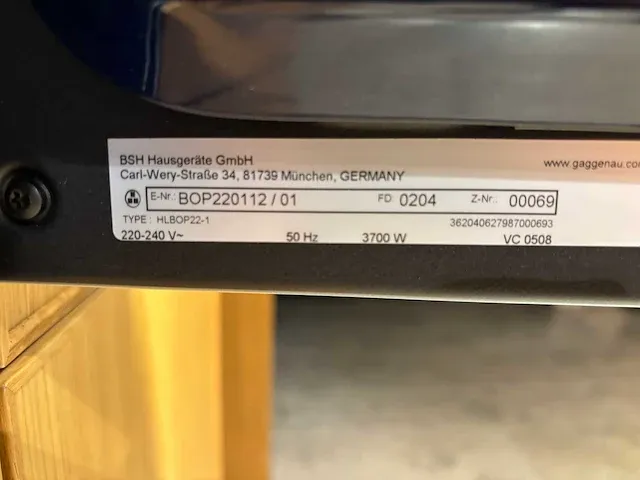 BSH Hausgeräte GmbH www.gaggenau.co
Carl-Wery-Straße 34, 81739 München, GERMANY
E-Nr.: BOP220112 / 01 FD: 0204 Z-Nr.: 00069
TYPE : HLBOP22-1 362040627987000693
220-240 V~ 50 Hz 3700 W VC 0508